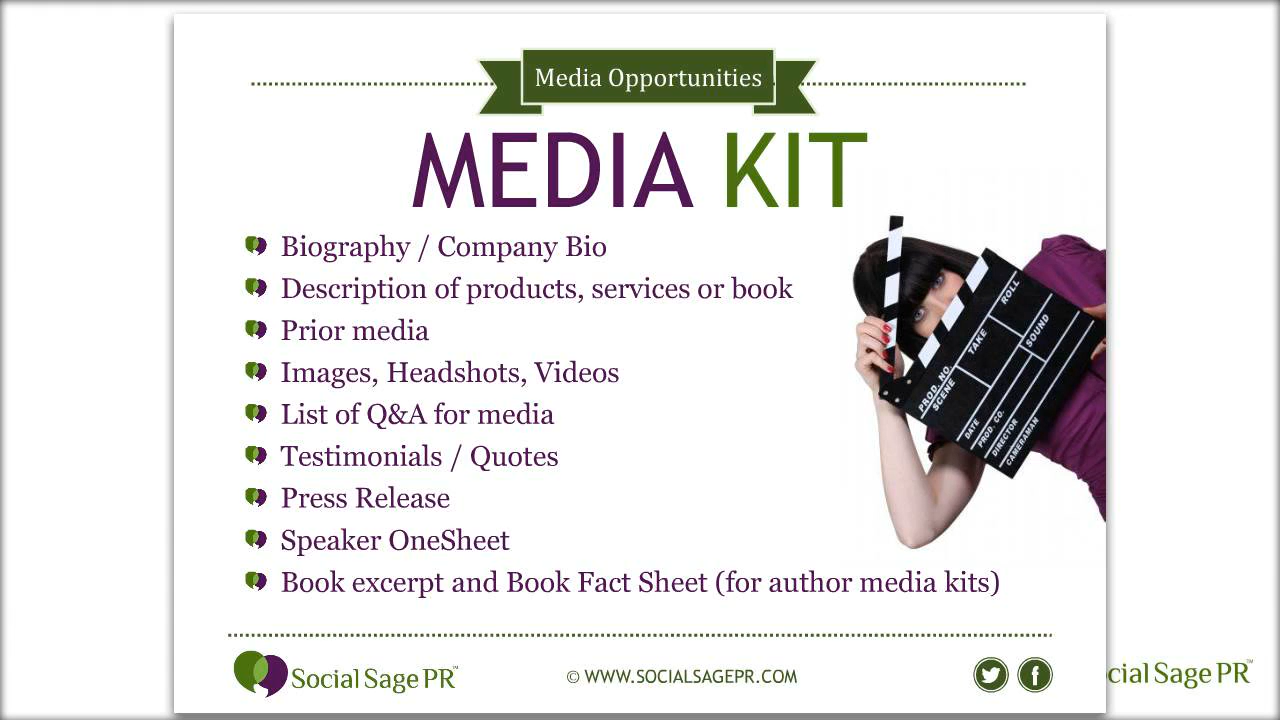 Media Opportunities
MEDIA KIT
Biography / Company Bio
Description of products, services or book
Prior media
Images, Headshots, Videos
List of Q&A for media
Testimonials / Quotes
Press Release
Speaker OneSheet
Book excerpt and Book Fact Sheet (for author media kits)
ROLL
SOUND
TAKE
PROD. NO.
SCENE
DATE
PROD. CO.
DIRECTOR
CAMERAMAN
Social Sage PR™
© WWW.SOCIALSAGEPR.COM
cial Sage PR™